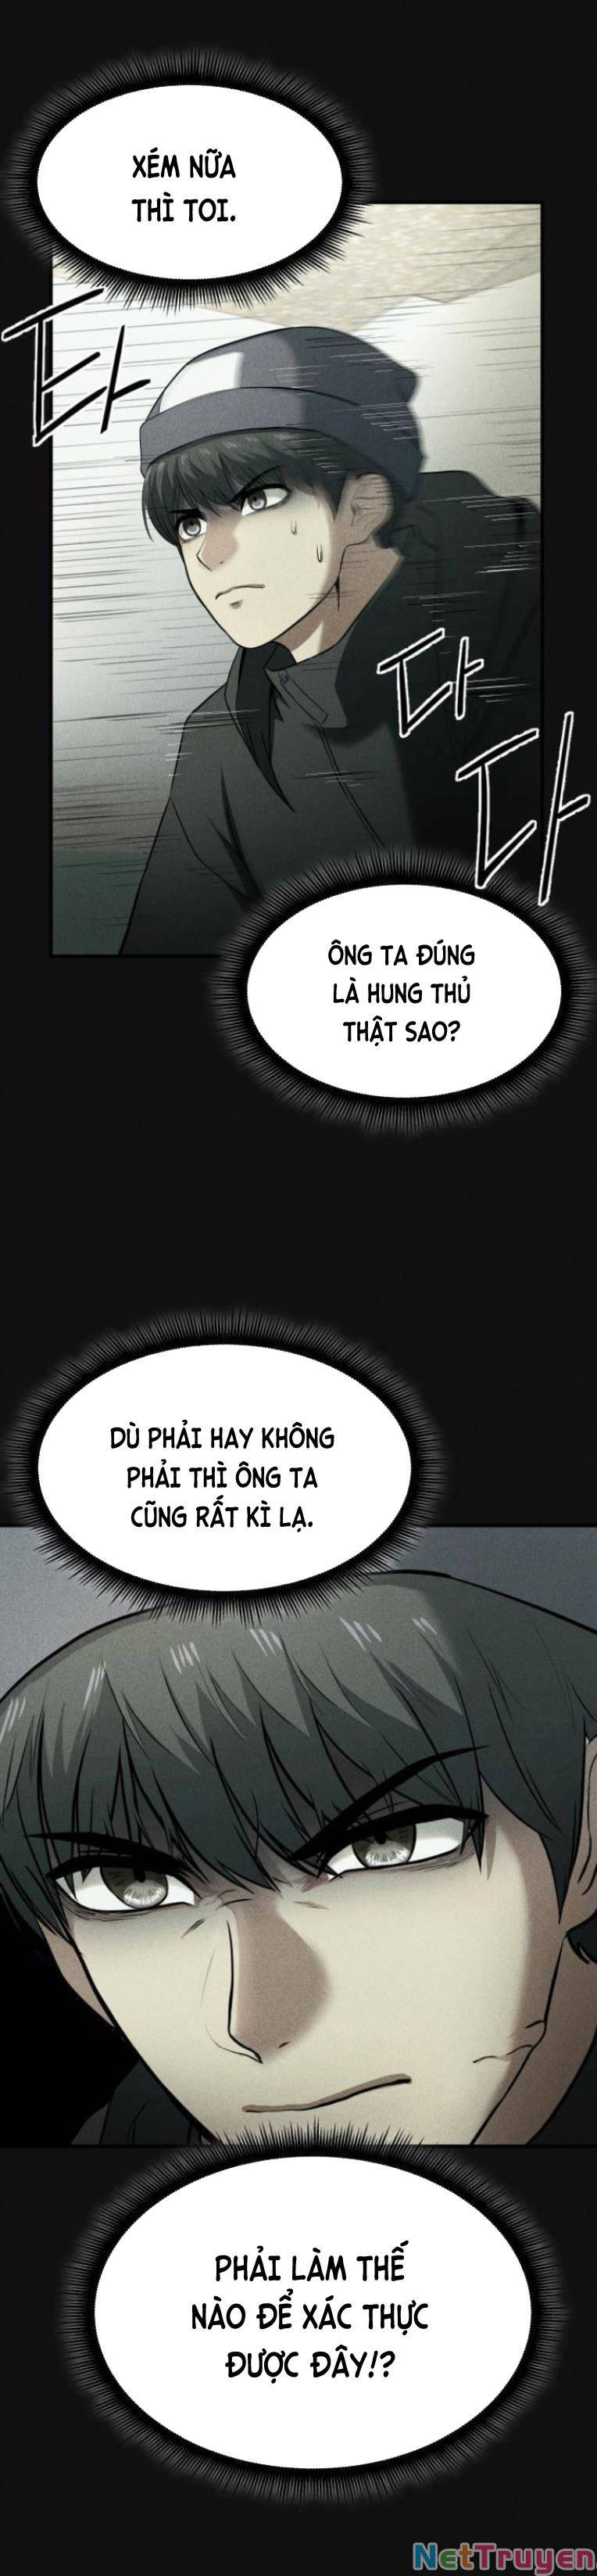 XÉM NỮA
THÌ TOI.
타
다
다
ÔNG TA ĐÚNG
LÀ HUNG THỦ
THẬT SAO?
DÙ PHẢI HAY KHÔNG
PHẢI THÌ ÔNG TA
CŨNG RẤT KÌ LẠ.
PHẢI LÀM THẾ
NÀO ĐỂ XÁC THỰC
ĐƯỢC ĐÂY!?
NetTruyen